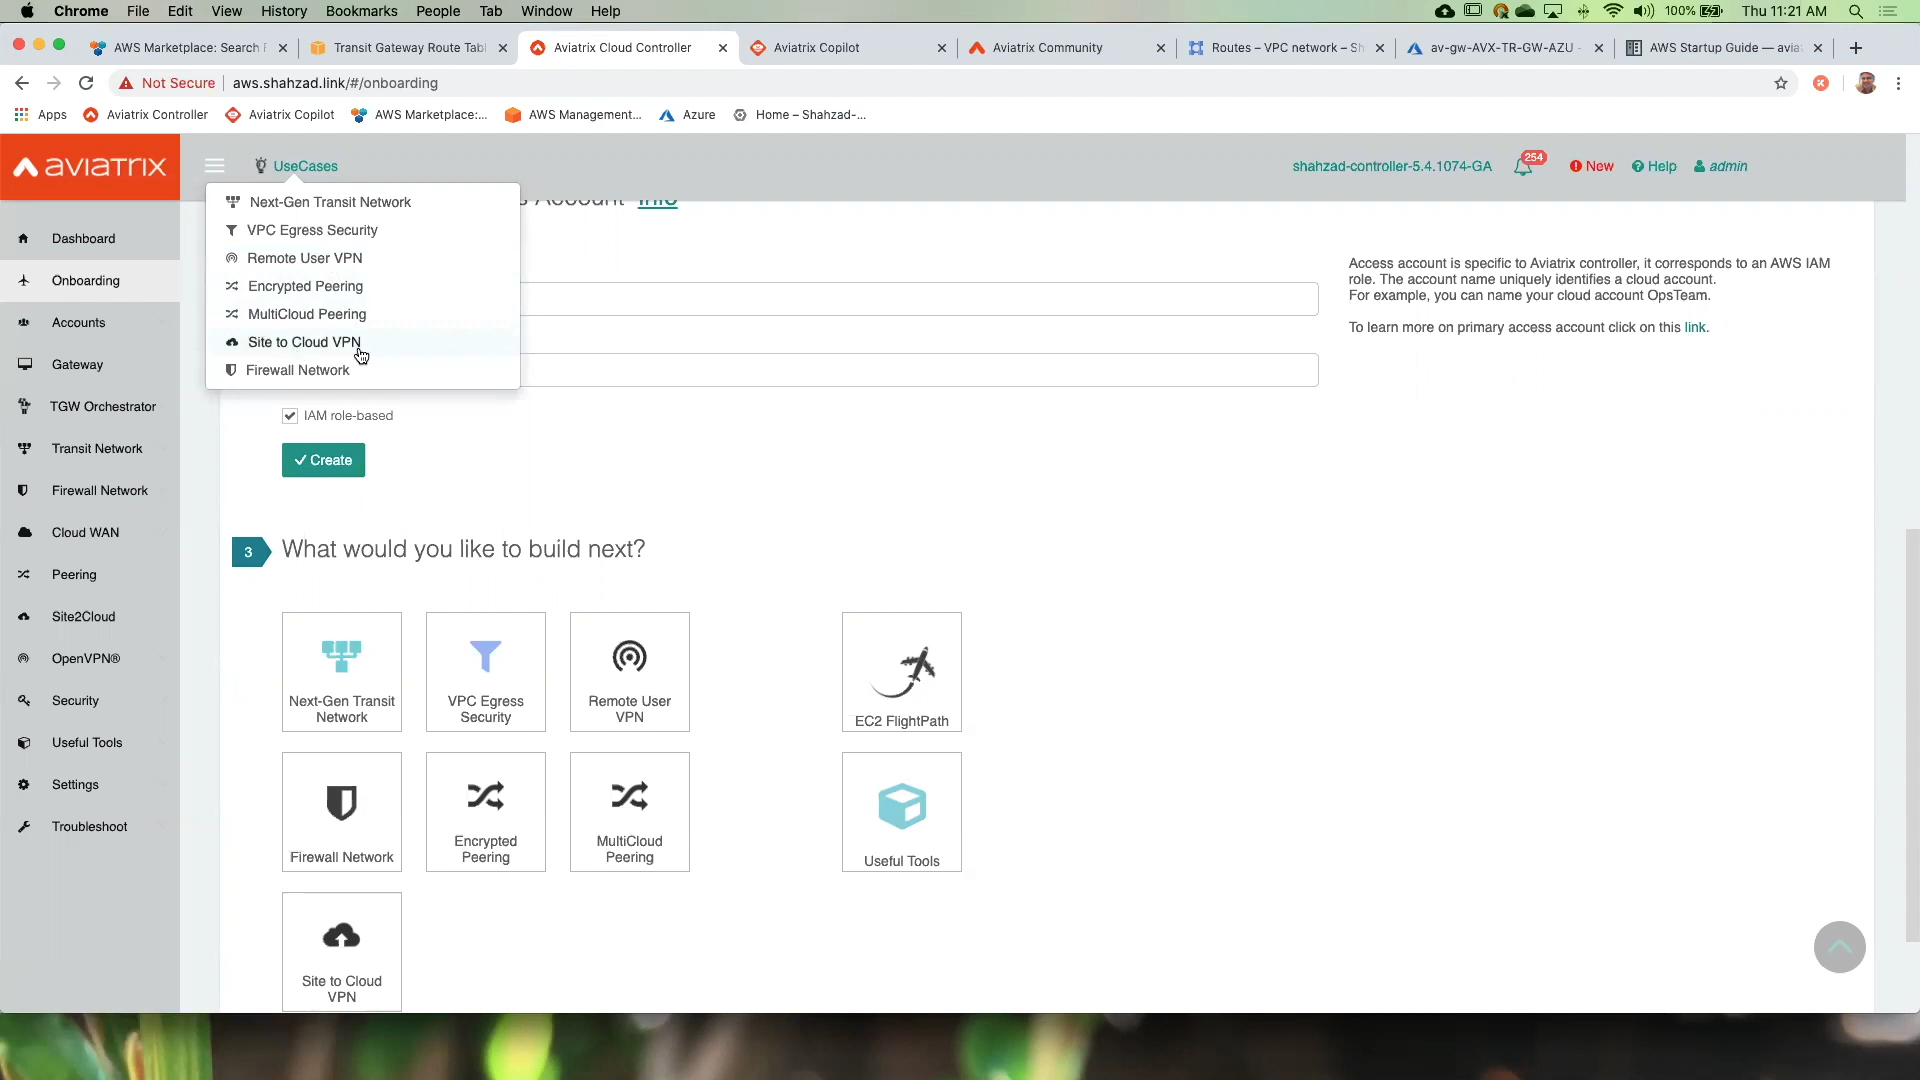 Chrome File Edit View History Bookmarks People Tab Window Help 100% Thu 11:21 AM
AWS Marketplace: Search F Transit Gateway Route Tabl Aviatrix Cloud Controller Aviatrix Copilot Aviatrix Community Routes – VPC network – Sh av-gw-AVX-TR-GW-AZU - AWS Startup Guide — avia
Not Secure aws.shahzad.link/#/onboarding
Apps Aviatrix Controller Aviatrix Copilot AWS Marketplace:... AWS Management... Azure Home – Shahzad-...
aviatrix UseCases shahzad-controller-5.4.1074-GA 254 New Help admin
Next-Gen Transit Network
VPC Egress Security
Remote User VPN
Encrypted Peering
MultiCloud Peering
Site to Cloud VPN
Firewall Network
s Account Info
Dashboard
Onboarding
Accounts
Gateway
TGW Orchestrator
Transit Network
Firewall Network
Cloud WAN
Peering
Site2Cloud
OpenVPN®
Security
Useful Tools
Settings
Troubleshoot
Access account is specific to Aviatrix controller, it corresponds to an AWS IAM
role. The account name uniquely identifies a cloud account.
For example, you can name your cloud account OpsTeam.
To learn more on primary access account click on this link.
IAM role-based
Create
3 What would you like to build next?
Next-Gen Transit
Network
VPC Egress
Security
Remote User
VPN
EC2 FlightPath
Firewall Network
Encrypted
Peering
MultiCloud
Peering
Useful Tools
Site to Cloud
VPN